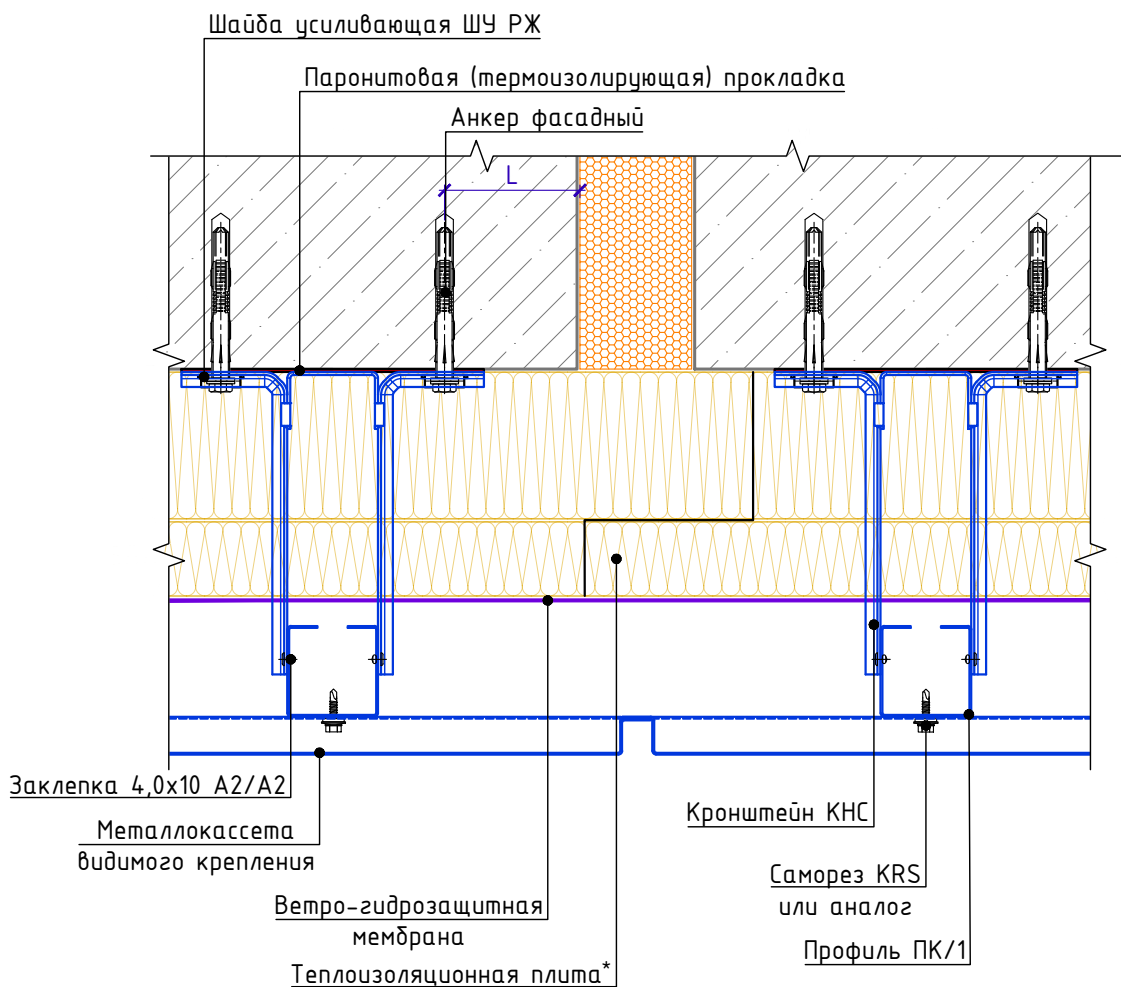 Шайба усиливающая ШУ РЖ
Паронитовая (термоизолирующая) прокладка
Анкер фасадный
L
Заклепка 4,0x10 А2/А2
Металлокассета
видимого крепления
Кронштейн КНС
Саморез KRS
или аналог
Ветро-гидрозащитная
мембрана
Профиль ПК/1
Теплоизоляционная плита*